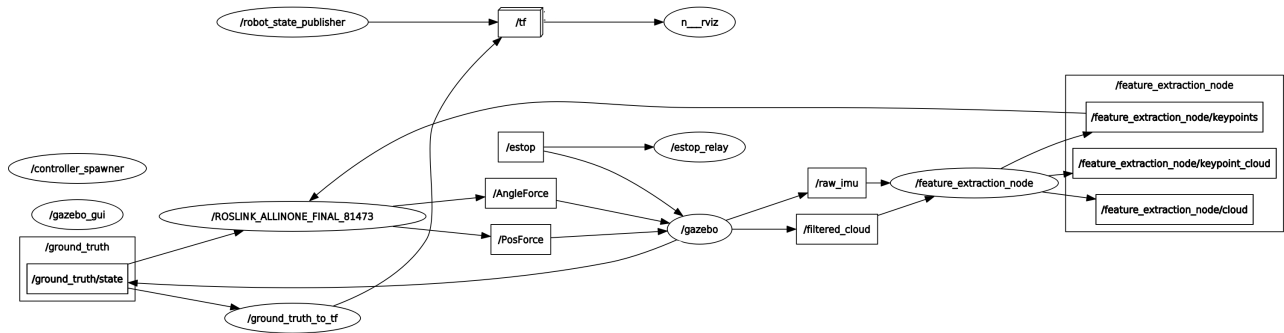 /robot_state_publisher
/tf
n___rviz
/feature_extraction_node
/feature_extraction_node/keypoints
/estop
/estop_relay
/controller_spawner
/feature_extraction_node/keypoint_cloud
/raw_imu
/feature_extraction_node
/AngleForce
/feature_extraction_node/cloud
/gazebo_gui
/ROSLINK_ALLINONE_FINAL_81473
/gazebo
/filtered_cloud
/PosForce
/ground_truth
/ground_truth/state
/ground_truth_to_tf